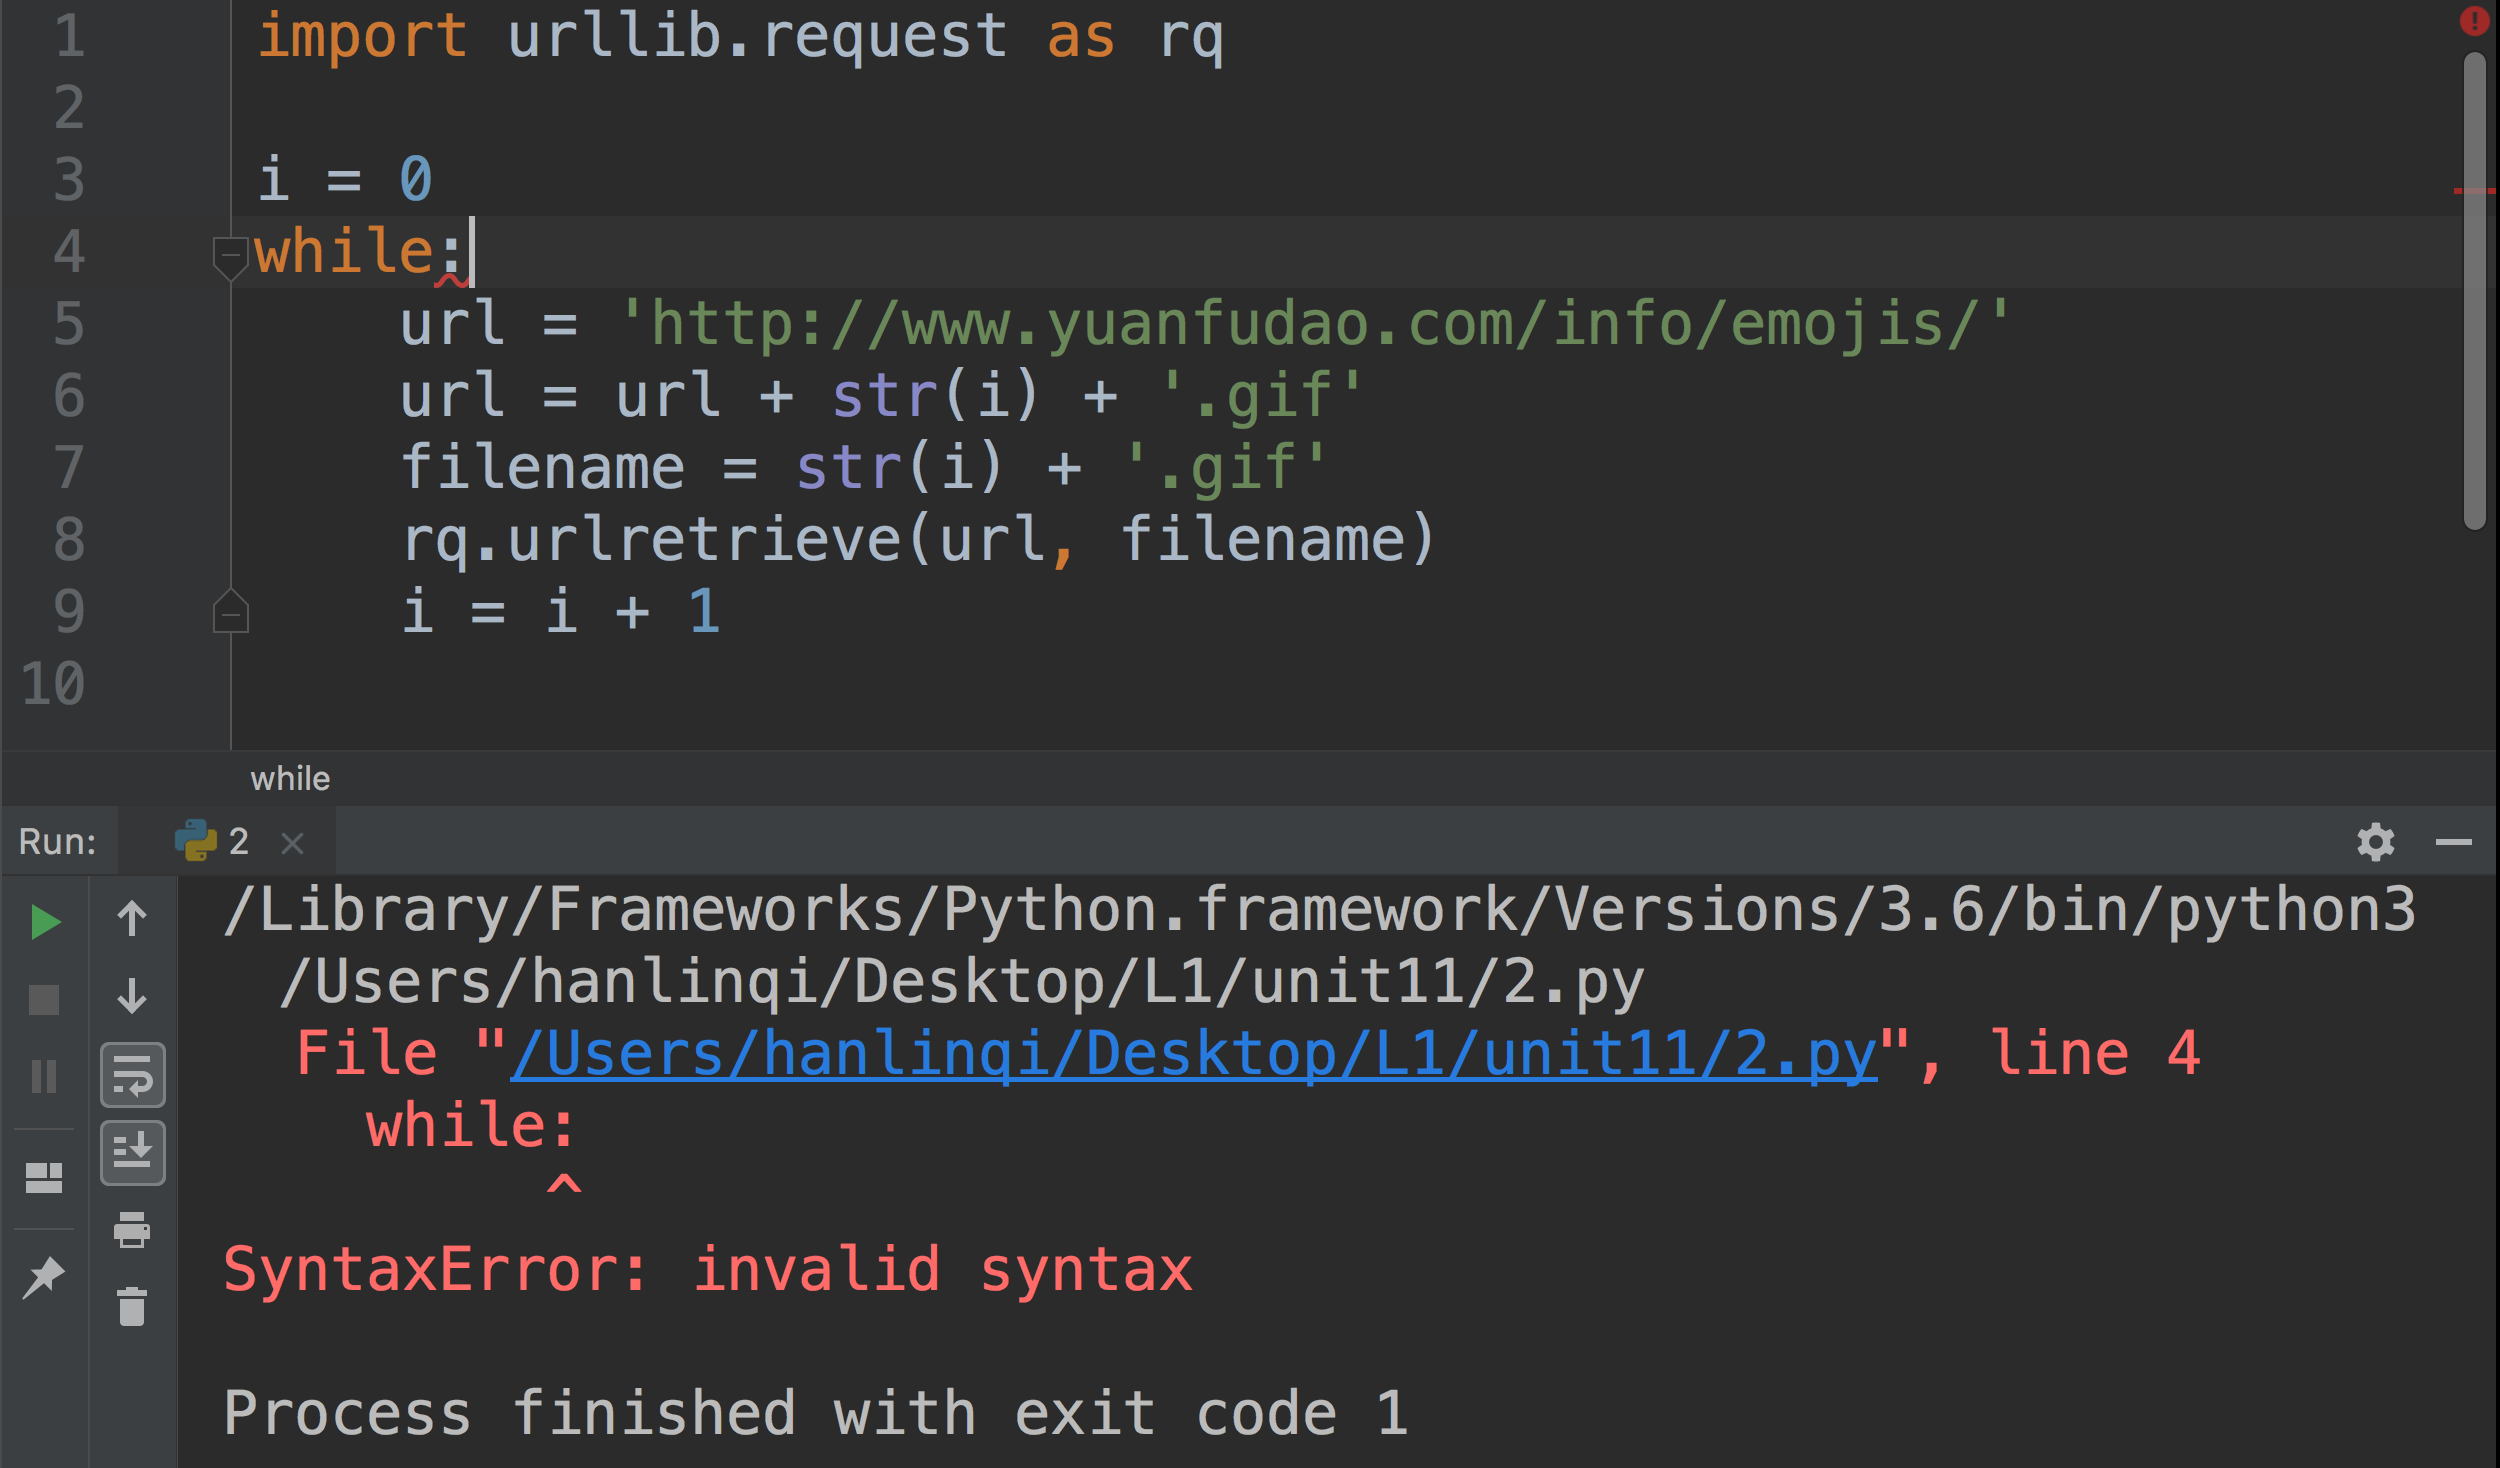 1 import urllib.request as rq
2
3 i = 0
4 while:
5     url = 'http://www.yuanfudao.com/info/emojis/'
6     url = url + str(i) + '.gif'
7     filename = str(i) + '.gif'
8     rq.urlretrieve(url, filename)
9     i = i + 1
10
while
Run: 2
/Library/Frameworks/Python.framework/Versions/3.6/bin/python3
/Users/hanlinqi/Desktop/L1/unit11/2.py
File "/Users/hanlinqi/Desktop/L1/unit11/2.py", line 4
while:
^
SyntaxError: invalid syntax
Process finished with exit code 1